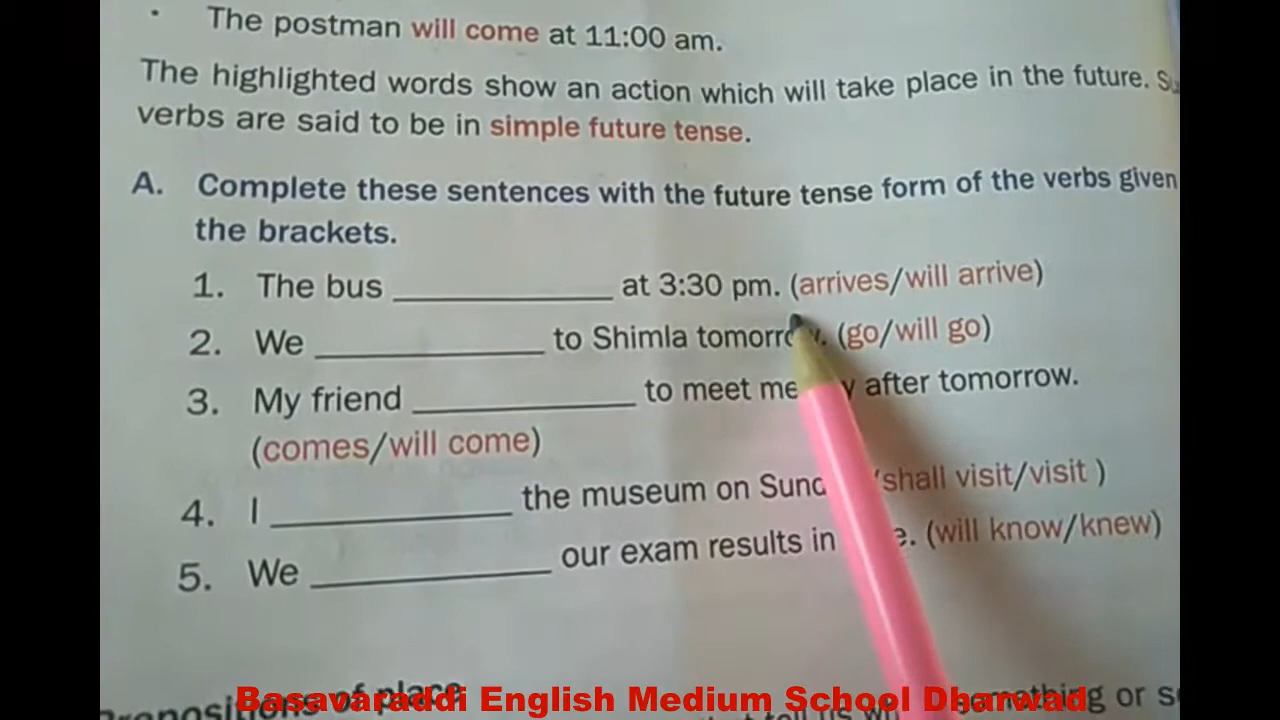 • The postman will come at 11:00 am.
The highlighted words show an action which will take place in the future.
verbs are said to be in simple future tense.
A. Complete these sentences with the future tense form of the verbs given
the brackets.
1. The bus ____________ at 3:30 pm. (arrives/will arrive)
2. We ____________ to Shimla tomorrow. (go/will go)
3. My friend ____________ to meet me after tomorrow.
(comes/will come)
4. I ____________ the museum on (shall visit/visit )
5. We ____________ our exam results in (will know/knew)
of place something or
Basavaraddi English Medium School Dharwad